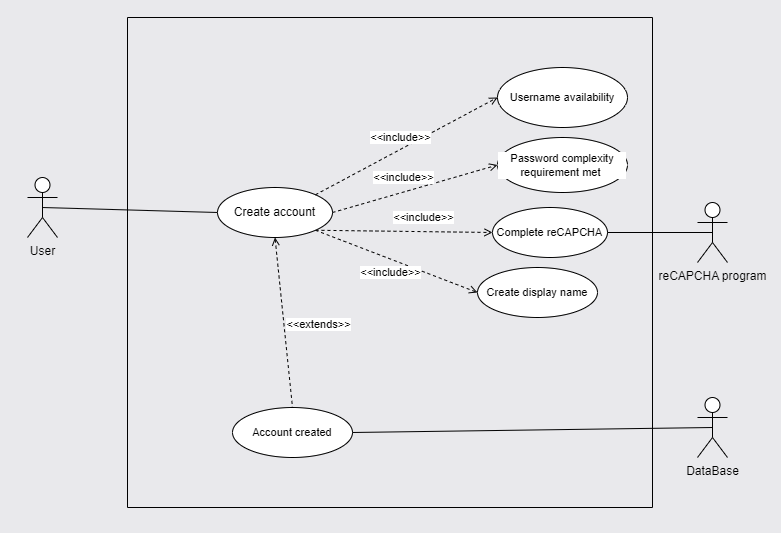 Username availability
<<include>>
Password complexity
requirement met
<<include>>
Create account
<<include>>
Complete reCAPCHA
User
<<include>>
reCAPCHA program
Create display name
<<extends>>
Account created
DataBase